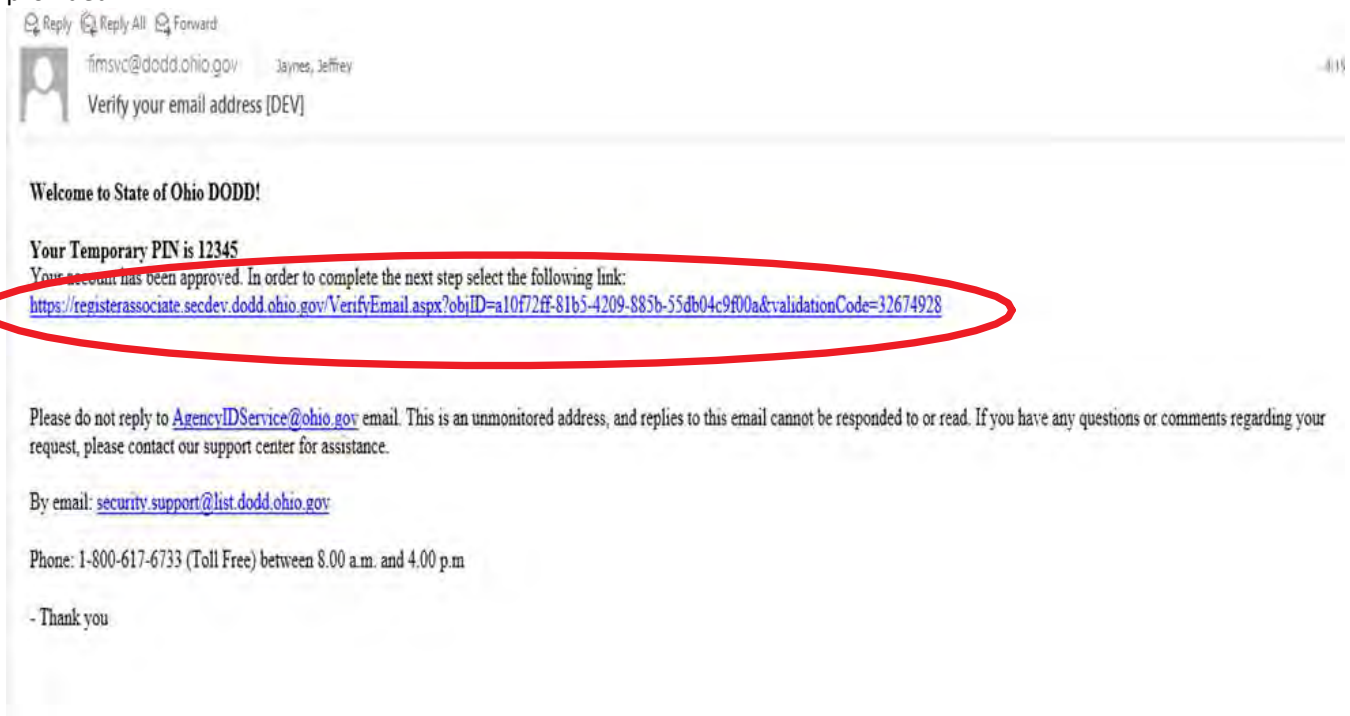 Reply Reply All Forward
fimsvc@dodd.ohio.gov Jaynes, Jeffrey
Verify your email address [DEV]
Welcome to State of Ohio DODD!
Your Temporary PIN is 12345
Your account has been approved. In order to complete the next step select the following link:
https://registerassociate.secdev.dodd.ohio.gov/VerifyEmail.aspx?objID=a10f72ff-81b5-4209-885b-55db04c9f00a&validationCode=32674928
Please do not reply to AgencyIDService@ohio.gov email. This is an unmonitored address, and replies to this email cannot be responded to or read. If you have any questions or comments regarding your
request, please contact our support center for assistance.
By email: security.support@list.dodd.ohio.gov
Phone: 1-800-617-6733 (Toll Free) between 8.00 a.m. and 4.00 p.m
- Thank you